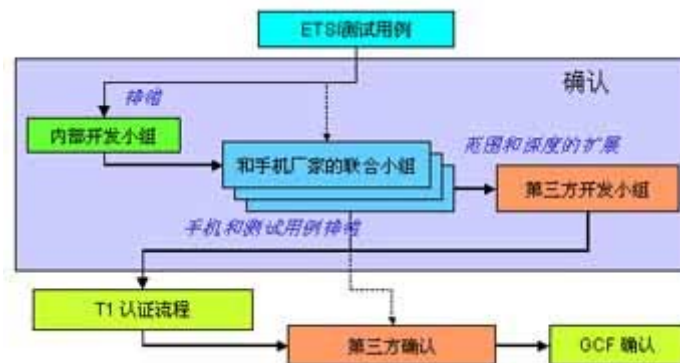 ETSI测试用例
确认
排错
内部开发小组
和手机厂家的联合小组
范围和深度的扩展
第三方开发小组
手机和测试用例排错
T1 认证流程
第三方确认
GCF 确认